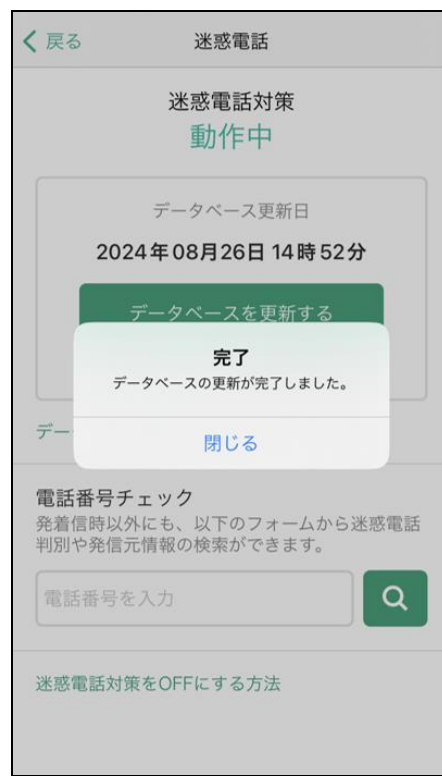 戻る
迷惑電話
迷惑電話対策
動作中
データベース更新日
2024年08月26日 14時52分
データベースを更新する
完了
データベースの更新が完了しました。
閉じる
デー
電話番号チェック
発着信時以外にも、以下のフォームから迷惑電話
判別や発信元情報の検索ができます。
電話番号を入力
迷惑電話対策をOFFにする方法